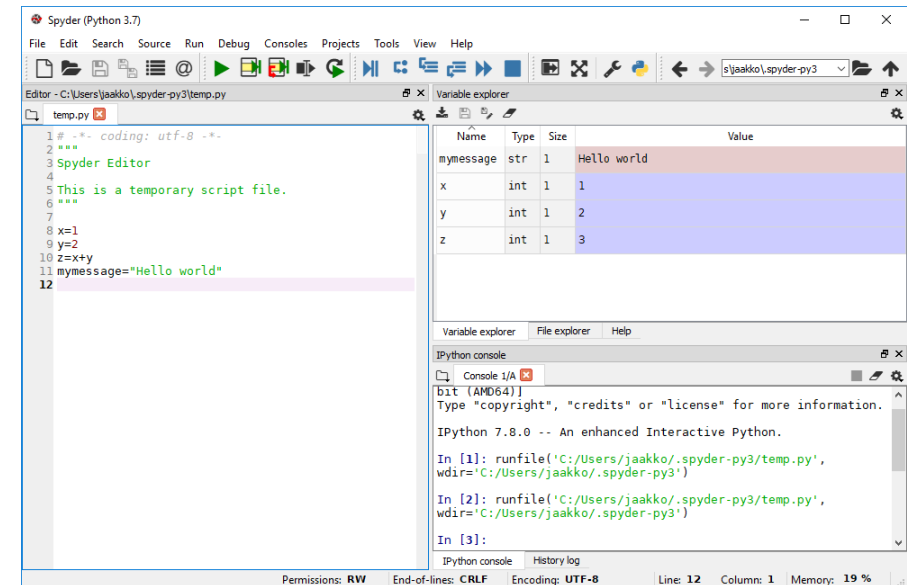 Spyder (Python 3.7)
File Edit Search Source Run Debug Consoles Projects Tools View Help
s\jaakko\.spyder-py3
Editor - C:\Users\jaakko\.spyder-py3\temp.py
temp.py
1 # -*- coding: utf-8 -*-
2 """
3 Spyder Editor
4
5 This is a temporary script file.
6 """
7
8 x=1
9 y=2
10 z=x+y
11 mymessage="Hello world"
12
Variable explorer
Name Type Size Value
mymessage str 1 Hello world
x int 1 1
y int 1 2
z int 1 3
Variable explorer File explorer Help
IPython console
Console 1/A
bit (AMD64)]
Type "copyright", "credits" or "license" for more information.
IPython 7.8.0 -- An enhanced Interactive Python.
In [1]: runfile('C:/Users/jaakko/.spyder-py3/temp.py',
wdir='C:/Users/jaakko/.spyder-py3')
In [2]: runfile('C:/Users/jaakko/.spyder-py3/temp.py',
wdir='C:/Users/jaakko/.spyder-py3')
In [3]:
IPython console History log
Permissions: RW End-of-lines: CRLF Encoding: UTF-8 Line: 12 Column: 1 Memory: 19 %